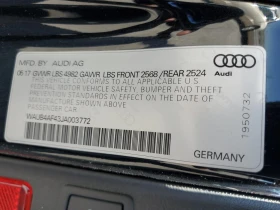 MFD BY: AUDI AG
06.17 GVWR LBS 4982 GAWR LBS FRONT 2568/REAR 2524
THIS VEHICLE CONFORMS TO ALL APPLICABLE
FEDERAL MOTOR VEHICLE SAFETY, BUMPER, AND
THEFT PREVENTION STANDARDS IN EFFECT ON THE
DATE OF MANUFACTURE SHOWN ABOVE.
WAUB4AF43JA003772
Audi
1950732
GERMANY